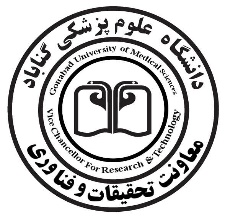 دانشگاه علوم پزشکی گناباد
Gonabad University of Medical Sciences
Vice Chancellor For Research & Technology
معاونت تحقیقات و فناوری